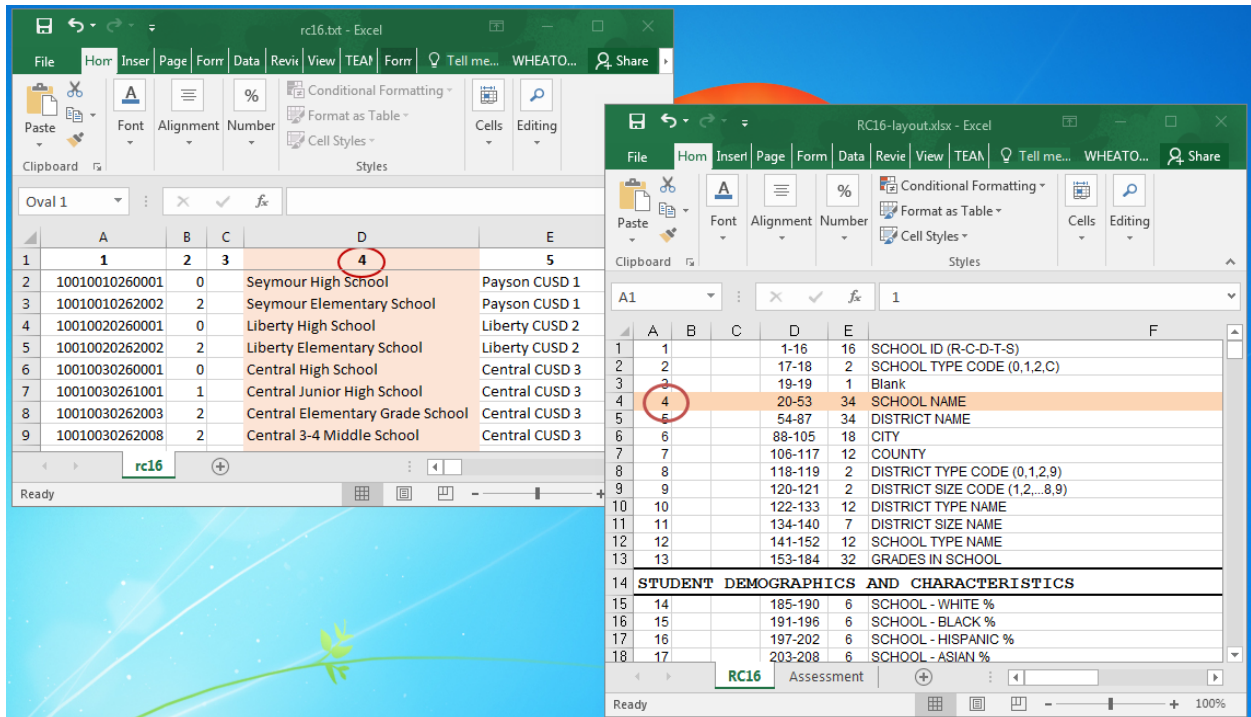 rc16.txt - Excel
File Hom Inser Page Form Data Revie View TEAM Form Tell me... WHEATO... Share
Paste Font Alignment Number Conditional Formatting Format as Table Cell Styles Cells Editing
Clipboard Styles
Oval 1 fx
A B C D E
1 1 2 3 4 5
2 10010010260001 0 Seymour High School Payson CUSD 1
3 10010010262002 2 Seymour Elementary School Payson CUSD 1
4 10010020260001 0 Liberty High School Liberty CUSD 2
5 10010020262002 2 Liberty Elementary School Liberty CUSD 2
6 10010030260001 0 Central High School Central CUSD 3
7 10010030261001 1 Central Junior High School Central CUSD 3
8 10010030262003 2 Central Elementary Grade School Central CUSD 3
9 10010030262008 2 Central 3-4 Middle School Central CUSD 3
rc16
Ready
RC16-layout.xlsx - Excel
File Hom Insert Page Form Data Revie View TEAM Tell me... WHEATO... Share
Paste Font Alignment Number Conditional Formatting Format as Table Cell Styles Cells Editing
Clipboard Styles
A1 fx 1
A B C D E F
1 1 1-16 16 SCHOOL ID (R-C-D-T-S)
2 2 17-18 2 SCHOOL TYPE CODE (0,1,2,C)
3 3 19-19 1 Blank
4 4 20-53 34 SCHOOL NAME
5 5 54-87 34 DISTRICT NAME
6 6 88-105 18 CITY
7 7 106-117 12 COUNTY
8 8 118-119 2 DISTRICT TYPE CODE (0,1,2,9)
9 9 120-121 2 DISTRICT SIZE CODE (1,2,...8,9)
10 10 122-133 12 DISTRICT TYPE NAME
11 11 134-140 7 DISTRICT SIZE NAME
12 12 141-152 12 SCHOOL TYPE NAME
13 13 153-184 32 GRADES IN SCHOOL
14 STUDENT DEMOGRAPHICS AND CHARACTERISTICS
15 14 185-190 6 SCHOOL - WHITE %
16 15 191-196 6 SCHOOL - BLACK %
17 16 197-202 6 SCHOOL - HISPANIC %
18 17 203-208 6 SCHOOL - ASIAN %
RC16 Assessment
Ready 100%